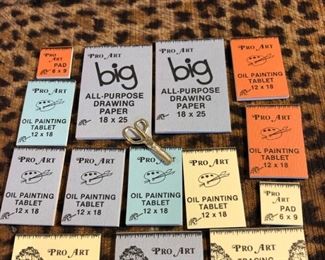 PRO ART
PAD
6 x 9
PRO ART
big
ALL-PURPOSE
DRAWING
PAPER
18 x 25
PRO ART
big
ALL-PURPOSE
DRAWING
PAPER
18 x 25
PRO ART
OIL PAINTING
TABLET
12 x 18
PRO ART
OIL PAINTING
TABLET
12 x 18
PRO ART
OIL PAINTING
TABLET
12 x 18
PRO ART
OIL PAINTING
TABLET
12 x 18
PRO ART
OIL PAINTING
TABLET
12 x 18
PRO ART
OIL PAINTING
TABLET
12 x 18
PRO ART
OIL PAINTING
TABLET
12 x 18
PRO ART
PAD
6 x 9
PRO ART
PRO ART
PRO ART
PRO ART
TRACING